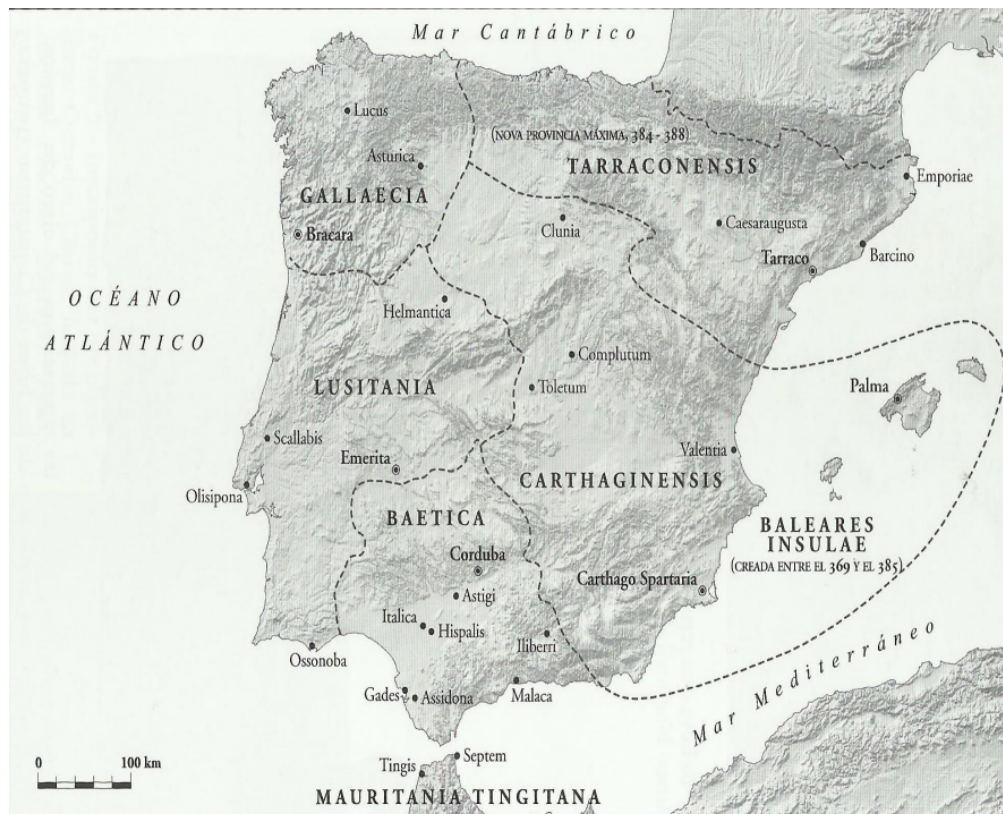 Mar Cantábrico
Lucus
(NOVA PROVINCIA MÁXIMA, 384 - 388)
Asturica
TARRACONENSIS
Emporiae
GALLAECIA
Clunia
Caesaraugusta
Bracara
Barcino
Tarraco
OCÉANO
ATLÁNTICO
Helmantica
Complutum
LUSITANIA
Toletum
Palma
Scallabis
Valentia
Emerita
CARTHAGINENSIS
Olisipona
BAETICA
BALEARES
INSULAE
(CREADA ENTRE EL 369 Y EL 385)
Corduba
Carthago Spartaria
Astigi
Italica
Hispalis
Iliberri
Ossonoba
Mar Mediterráneo
Gades
Assidona
Malaca
0 100 km
Septem
Tingis
MAURITANIA TINGITANA